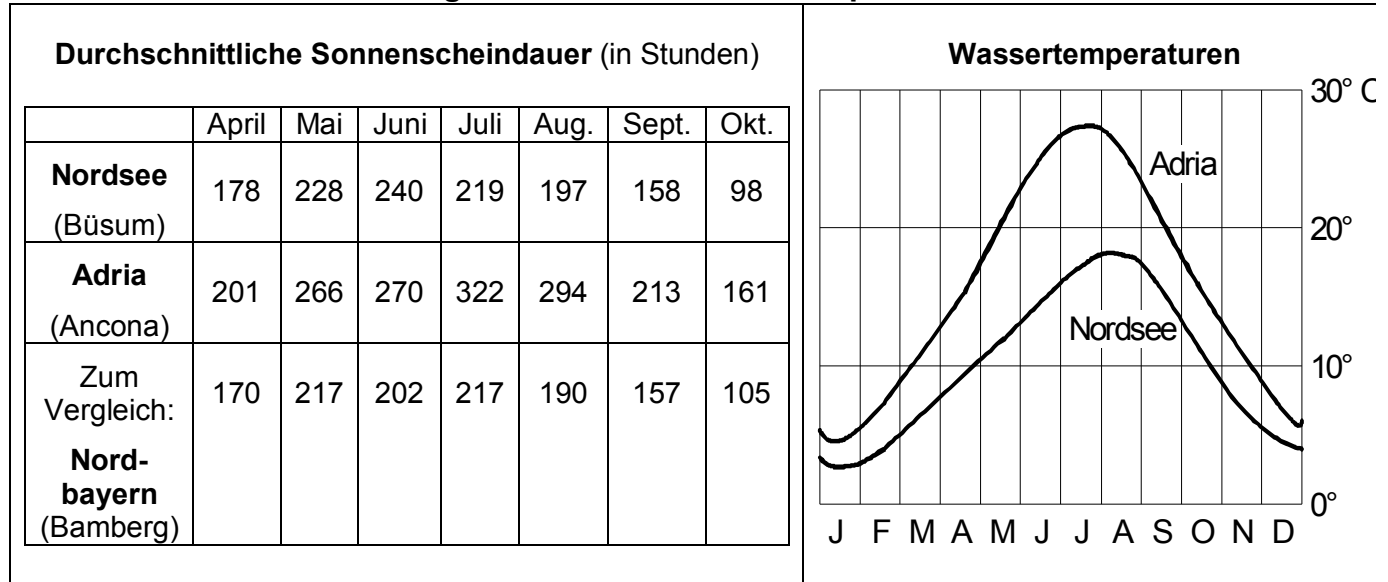 Durchschnittliche Sonnenscheindauer (in Stunden)
April Mai Juni Juli Aug. Sept. Okt.
Nordsee
(Büsum)
178 228 240 219 197 158 98
Adria
(Ancona)
201 266 270 322 294 213 161
Zum
Vergleich:
170 217 202 217 190 157 105
Nord-
bayern
(Bamberg)
Wassertemperaturen
30° C
Adria
20°
Nordsee
10°
0°
J F M A M J J A S O N D